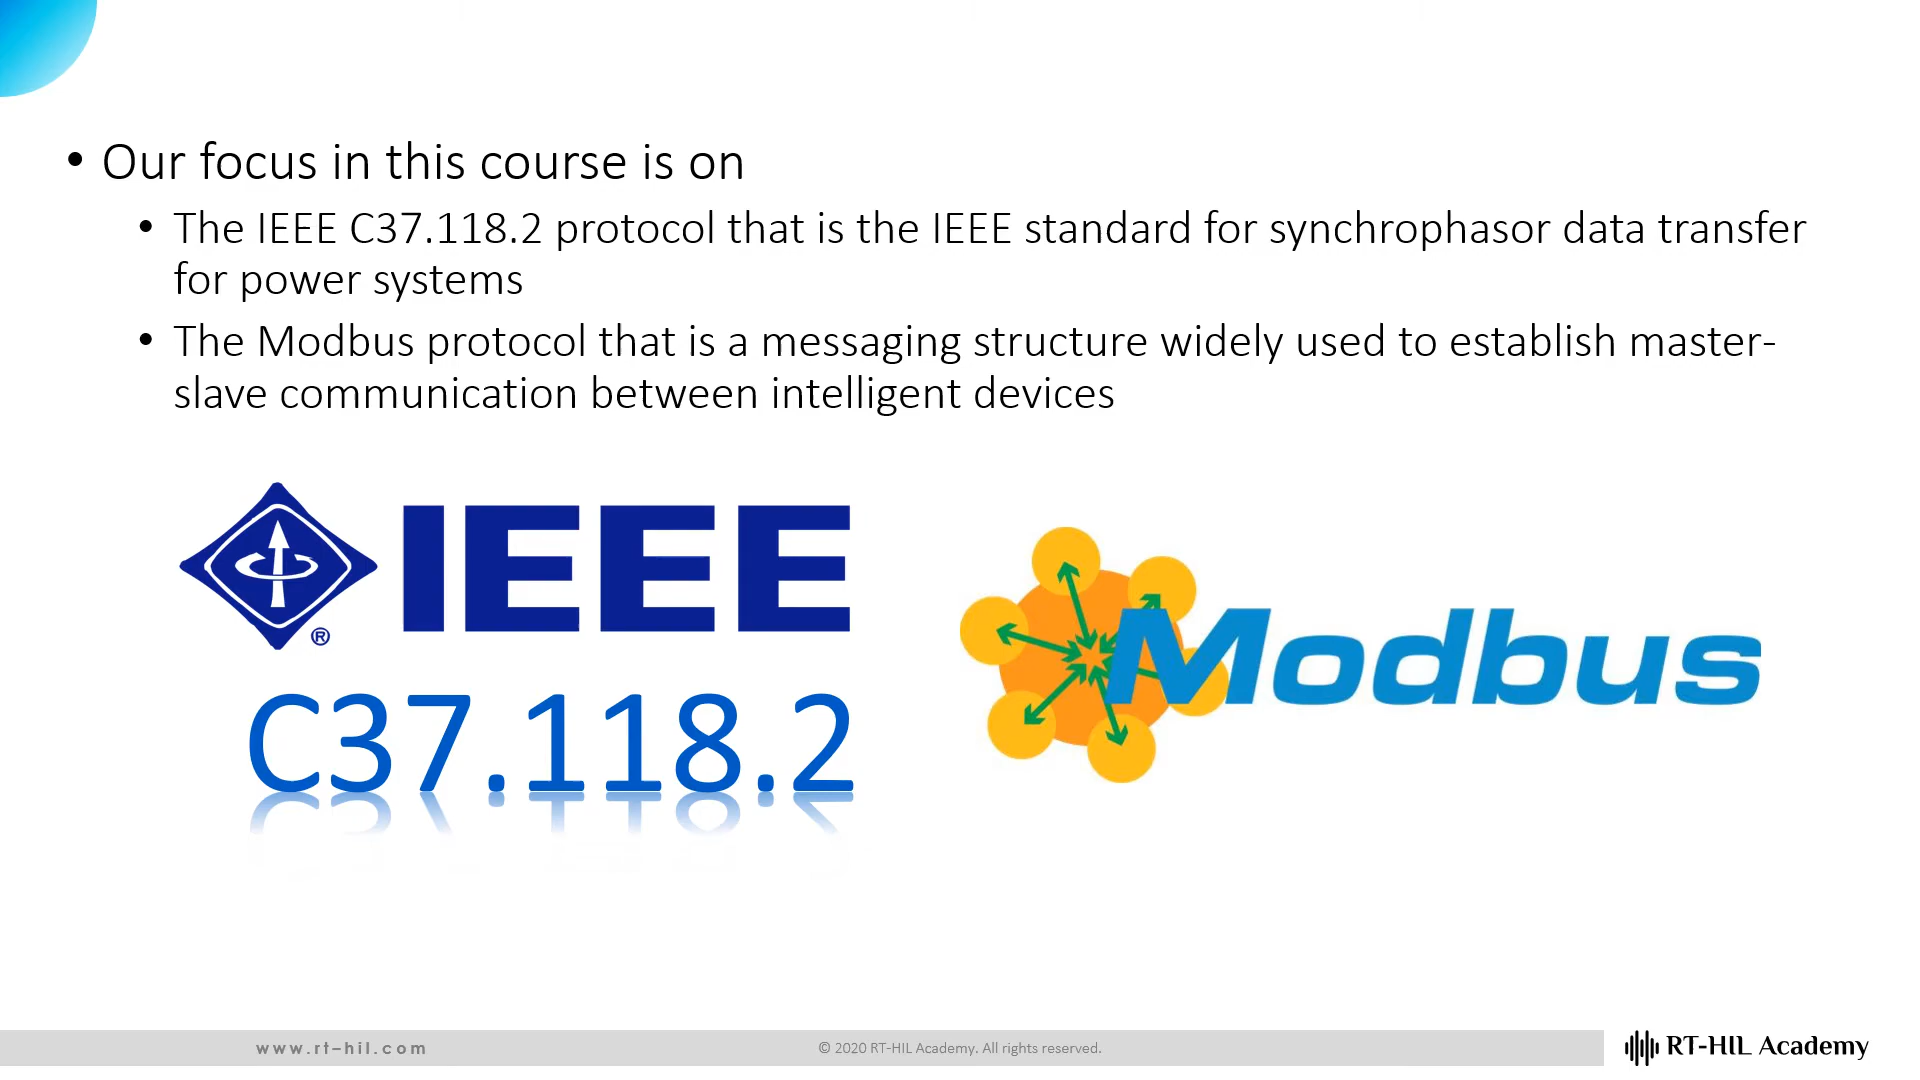 • Our focus in this course is on
• The IEEE C37.118.2 protocol that is the IEEE standard for synchrophasor data transfer
for power systems
• The Modbus protocol that is a messaging structure widely used to establish master-
slave communication between intelligent devices
IEEE
®
C37.118.2
Modbus
www.rt-hil.com
© 2020 RT-HIL Academy. All rights reserved.
RT-HIL Academy